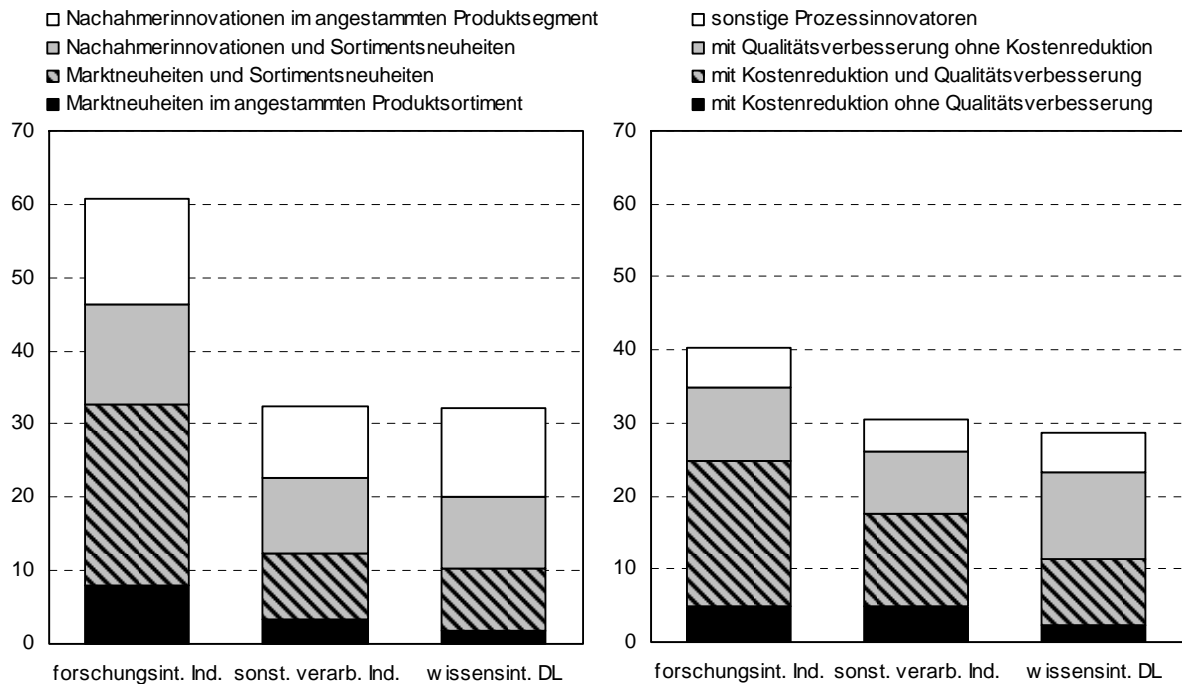 Nachahmerinnovationen im angestammten Produktsegment
Nachahmerinnovationen und Sortimentsneuheiten
Marktneuheiten und Sortimentsneuheiten
Marktneuheiten im angestammten Produktsortiment
70
60
50
40
30
20
10
0
forschungsint. Ind. sonst. verarb. Ind. wissensint. DL
sonstige Prozessinnovatoren
mit Qualitätsverbesserung ohne Kostenreduktion
mit Kostenreduktion und Qualitätsverbesserung
mit Kostenreduktion ohne Qualitätsverbesserung
70
60
50
40
30
20
10
0
forschungsint. Ind. sonst. verarb. Ind. wissensint. DL